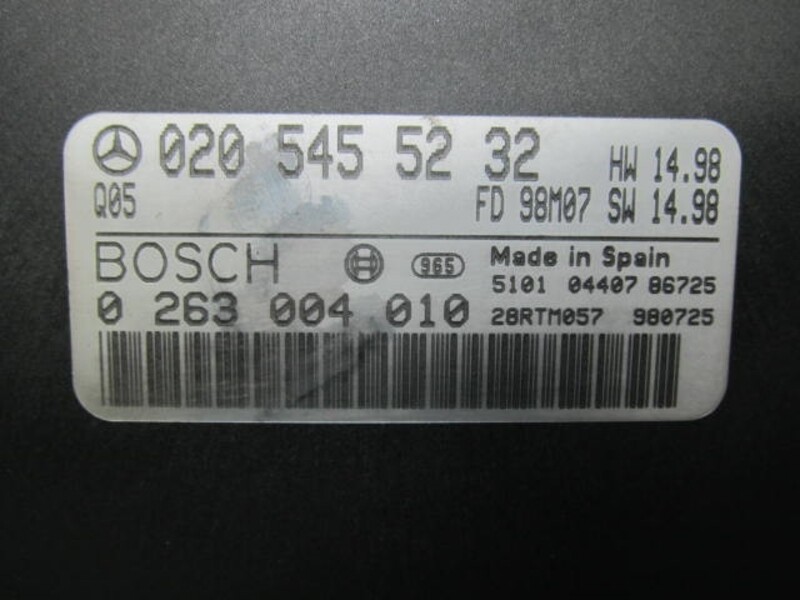 020 545 52 32 HW 14.98
Q05 FD 98M07 SW 14.98
BOSCH 965 Made in Spain
5101 04407 86725
0 263 004 010 28RTM057 980725